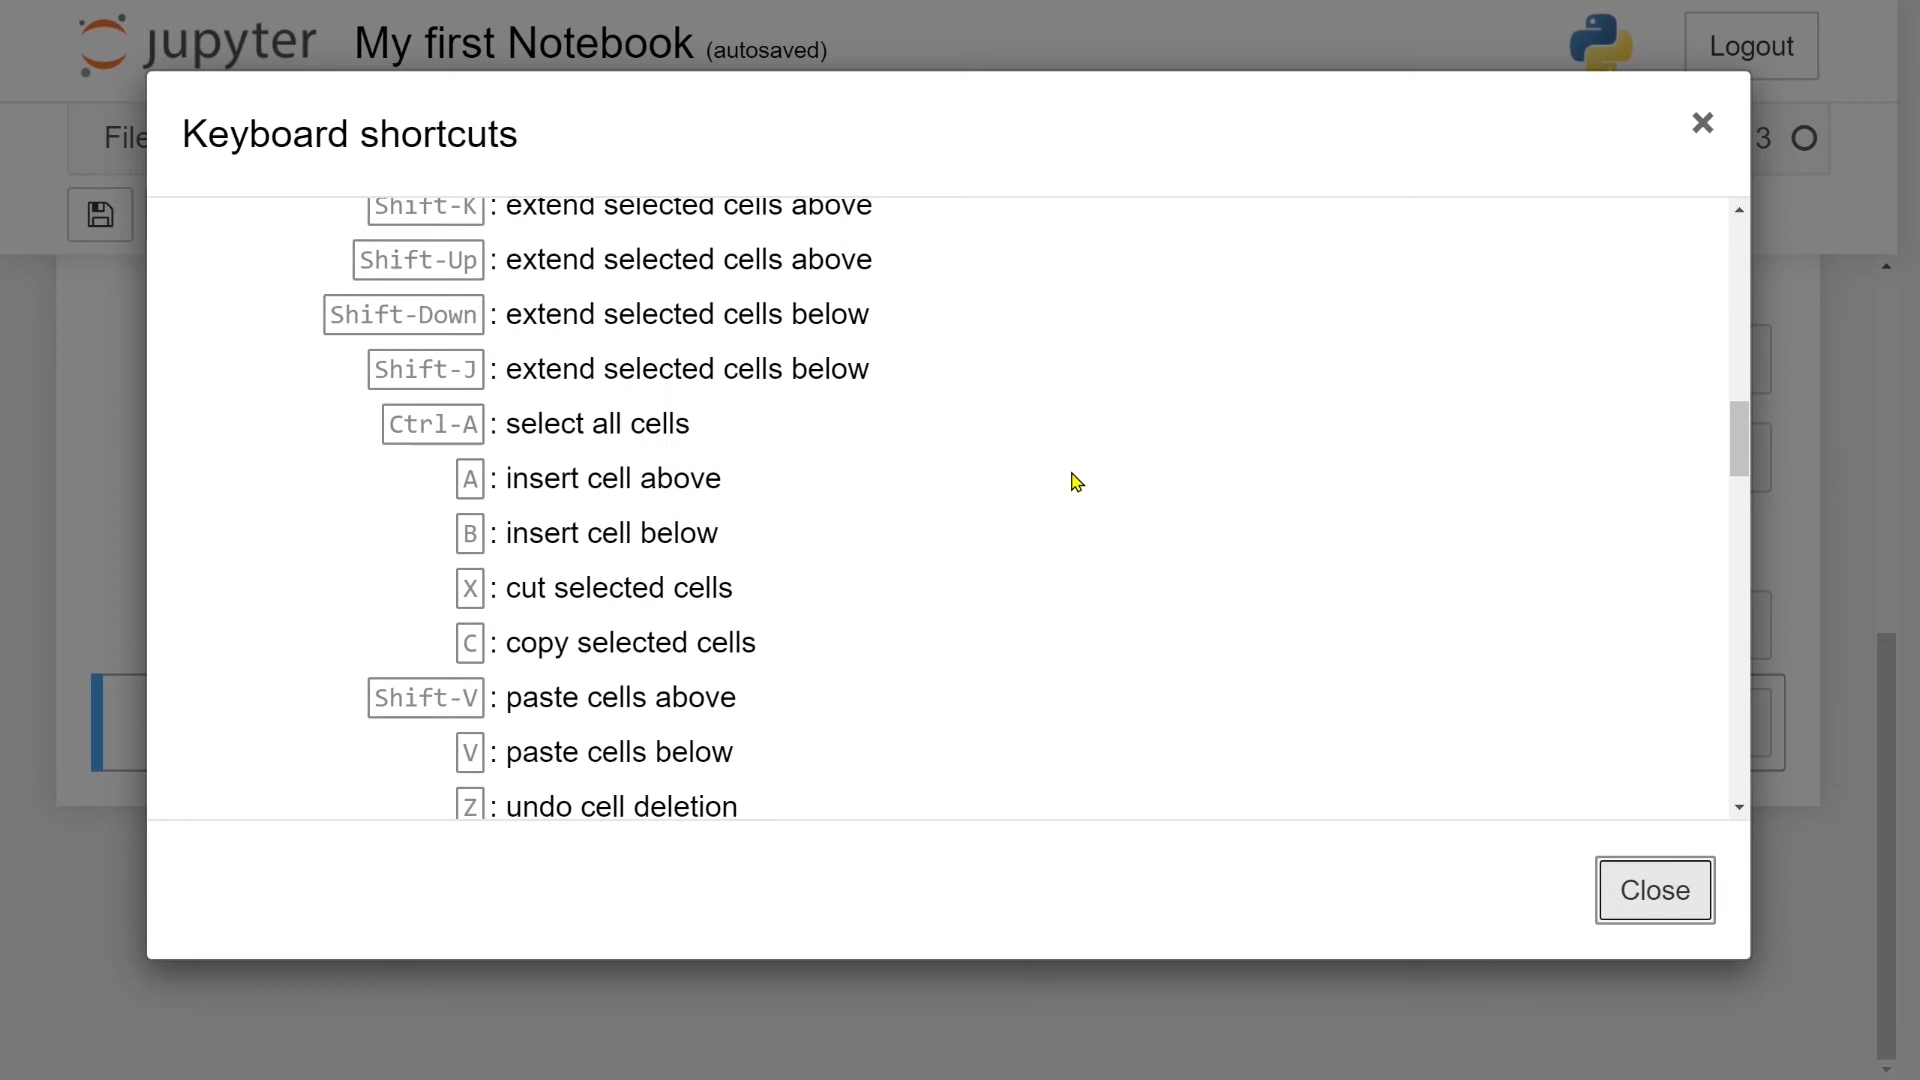 jupyter My first Notebook (autosaved) Logout
Keyboard shortcuts
File
3
Shift-K : extend selected cells above
Shift-Up : extend selected cells above
Shift-Down : extend selected cells below
Shift-J : extend selected cells below
Ctrl-A : select all cells
A : insert cell above
B : insert cell below
X : cut selected cells
C : copy selected cells
Shift-V : paste cells above
V : paste cells below
Z : undo cell deletion
Close